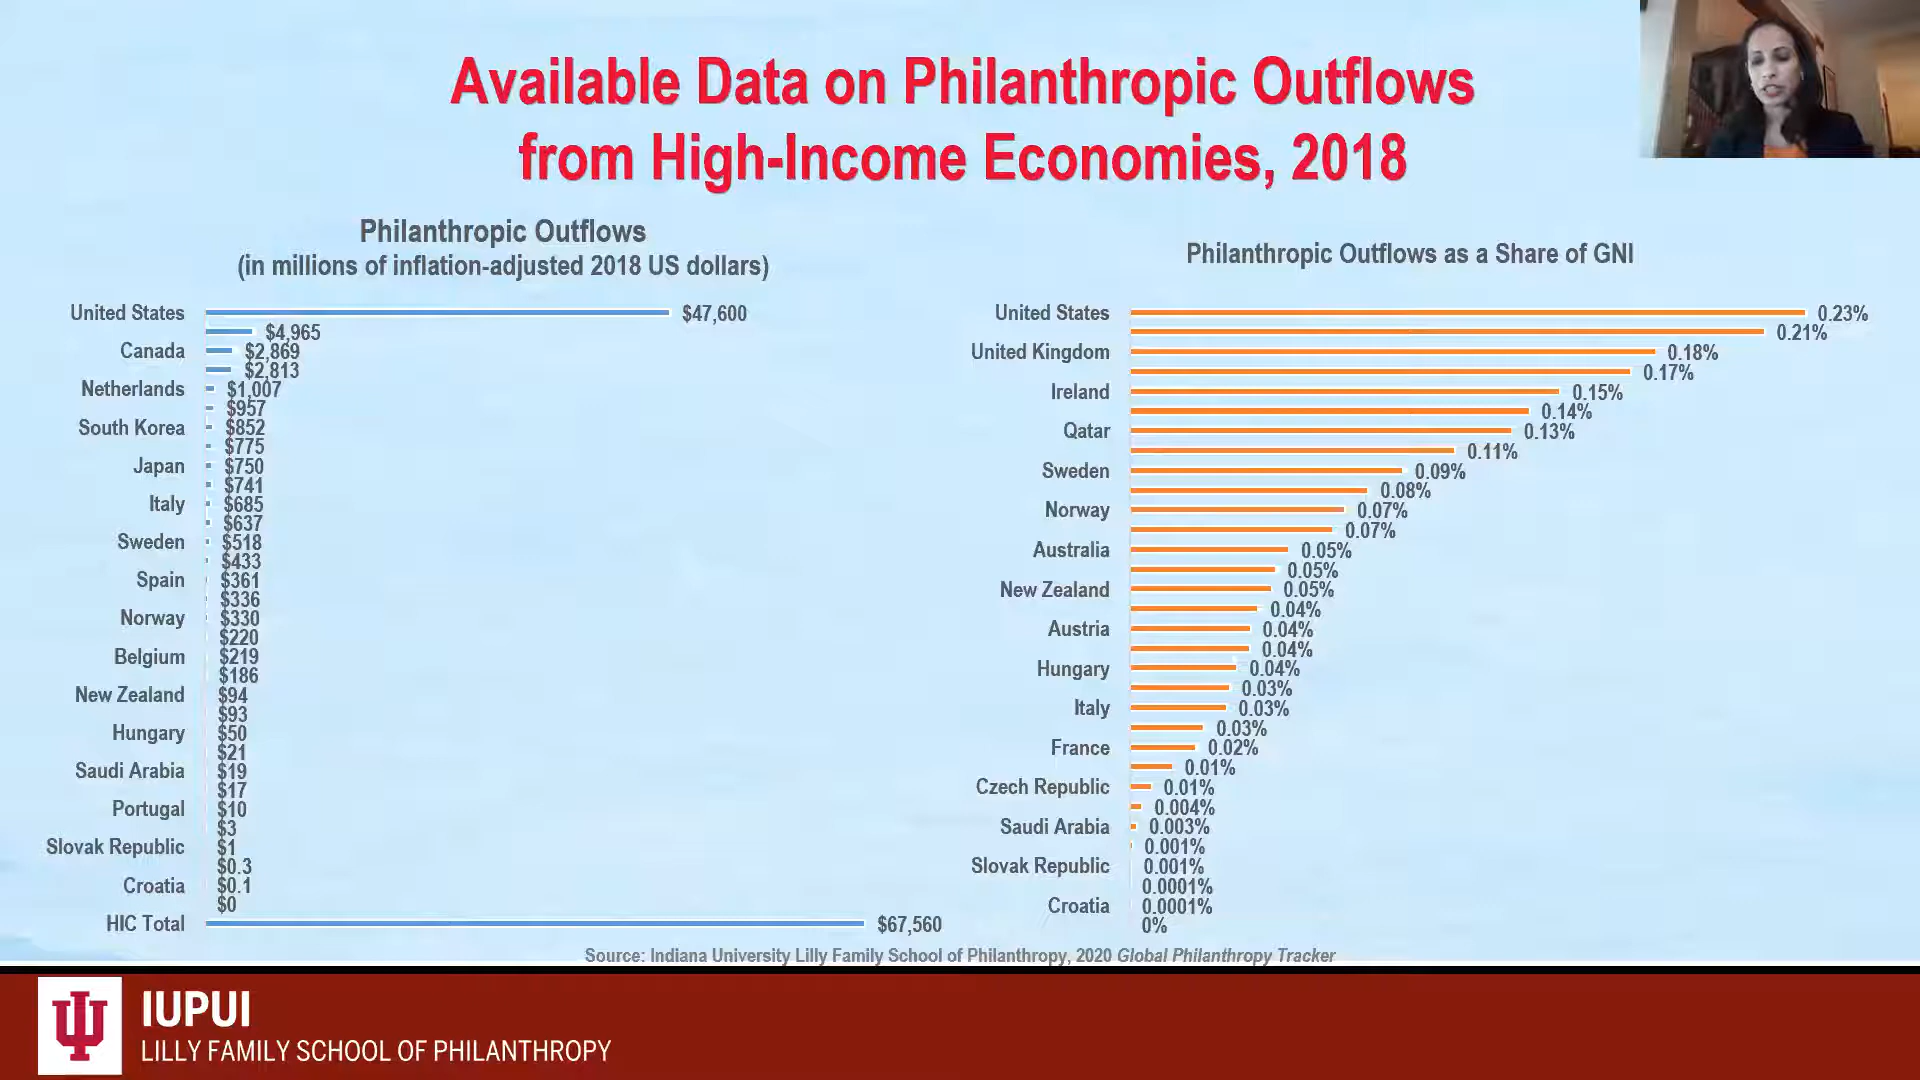 Available Data on Philanthropic Outflows
from High-Income Economies, 2018
Philanthropic Outflows
(in millions of inflation-adjusted 2018 US dollars)
United States $47,600
$4,965
Canada $2,869
$2,813
Netherlands $1,007
$957
South Korea $852
$775
Japan $750
$741
Italy $685
$637
Sweden $518
$433
Spain $361
$336
Norway $330
$220
Belgium $219
$186
New Zealand $94
$93
Hungary $50
$21
Saudi Arabia $19
$17
Portugal $10
$3
Slovak Republic $1
$0.3
Croatia $0.1
$0
HIC Total $67,560
Philanthropic Outflows as a Share of GNI
United States 0.23%
0.21%
United Kingdom 0.18%
0.17%
Ireland 0.15%
0.14%
Qatar 0.13%
0.11%
Sweden 0.09%
0.08%
Norway 0.07%
0.07%
Australia 0.05%
0.05%
New Zealand 0.05%
0.04%
Austria 0.04%
0.04%
Hungary 0.04%
0.03%
Italy 0.03%
0.03%
France 0.02%
0.01%
Czech Republic 0.01%
0.004%
Saudi Arabia 0.003%
0.001%
Slovak Republic 0.001%
0.0001%
Croatia 0.0001%
0%
Source: Indiana University Lilly Family School of Philanthropy, 2020 Global Philanthropy Tracker
IUPUI
LILLY FAMILY SCHOOL OF PHILANTHROPY